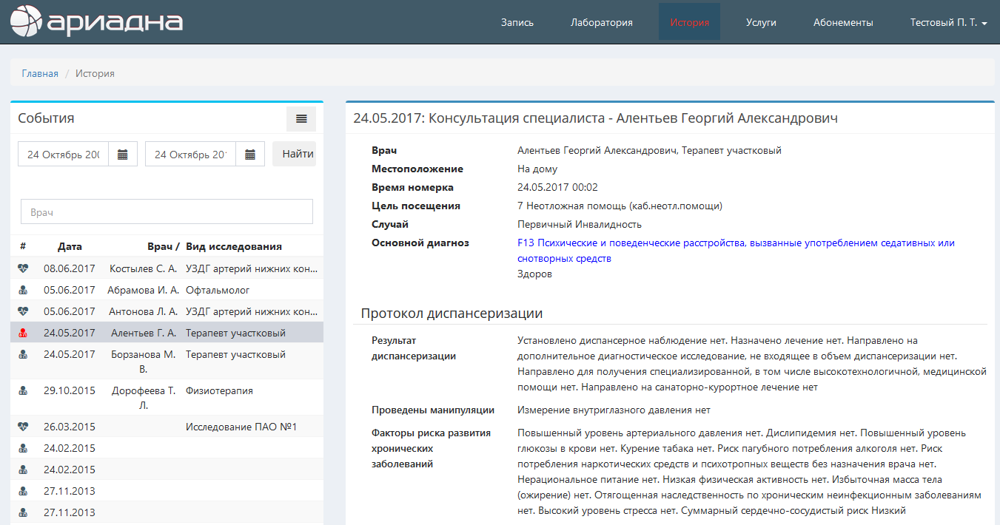 ариадна
Запись Лаборатория История Услуги Абонементы Тестовый П. Т.
Главная / История
События
24 Октябрь 200 24 Октябрь 20 Найти
Врач
# Дата Врач / Вид исследования
08.06.2017 Костылев С. А. УЗДГ артерий нижних кон...
05.06.2017 Абрамова И. А. Офтальмолог
05.06.2017 Антонова Л. А. УЗДГ артерий нижних кон...
24.05.2017 Алентьев Г. А. Терапевт участковый
24.05.2017 Борзанова М. Терапевт участковый
В.
29.10.2015 Дорофеева Т. Физиотерапия
Л.
26.03.2015 Исследование ПАО №1
24.02.2015
24.02.2015
27.11.2013
27.11.2013
24.05.2017: Консультация специалиста - Алентьев Георгий Александрович
Врач Алентьев Георгий Александрович, Терапевт участковый
Местоположение На дому
Время номерка 24.05.2017 00:02
Цель посещения 7 Неотложная помощь (каб.неотл.помощи)
Случай Первичный Инвалидность
Основной диагноз F13 Психические и поведенческие расстройства, вызванные употреблением седативных или
снотворных средств
Здоров
Протокол диспансеризации
Результат Установлено диспансерное наблюдение нет. Назначено лечение нет. Направлено на
диспансеризации дополнительное диагностическое исследование, не входящее в объем диспансеризации нет.
Направлено для получения специализированной, в том числе высокотехнологичной, медицинской
помощи нет. Направлено на санаторно-курортное лечение нет
Проведены манипуляции Измерение внутриглазного давления нет
Факторы риска развития Повышенный уровень артериального давления нет. Дислипидемия нет. Повышенный уровень
хронических глюкозы в крови нет. Курение табака нет. Риск пагубного потребления алкоголя нет. Риск
заболеваний потребления наркотических средств и психотропных веществ без назначения врача нет.
Нерациональное питание нет. Низкая физическая активность нет. Избыточная масса тела
(ожирение) нет. Отягощенная наследственность по хроническим неинфекционным заболеваниям
нет. Высокий уровень стресса нет. Суммарный сердечно-сосудистый риск Низкий